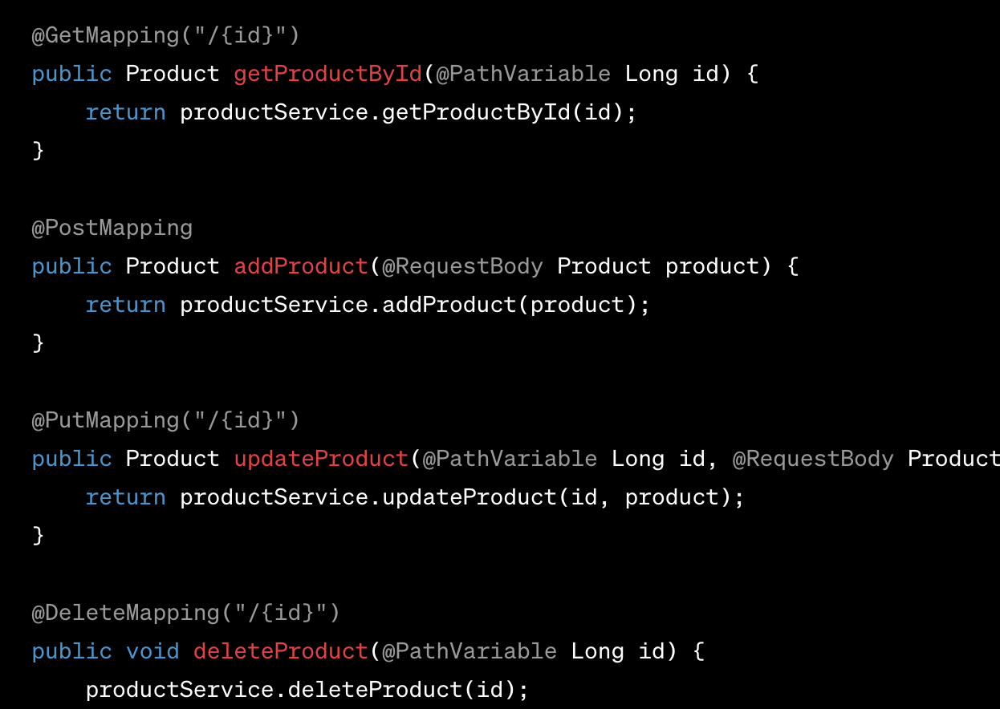 @GetMapping("/{id}")
public Product getProductById(@PathVariable Long id) {
    return productService.getProductById(id);
}

@PostMapping
public Product addProduct(@RequestBody Product product) {
    return productService.addProduct(product);
}

@PutMapping("/{id}")
public Product updateProduct(@PathVariable Long id, @RequestBody Product
    return productService.updateProduct(id, product);
}

@DeleteMapping("/{id}")
public void deleteProduct(@PathVariable Long id) {
    productService.deleteProduct(id);